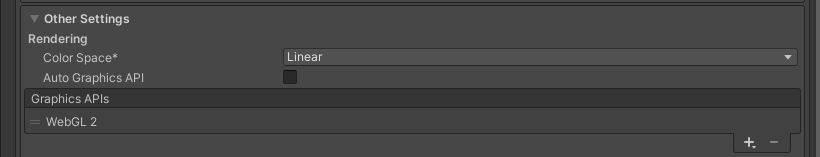 Other Settings
Rendering
Color Space*
Linear
Auto Graphics API
Graphics APIs
WebGL 2